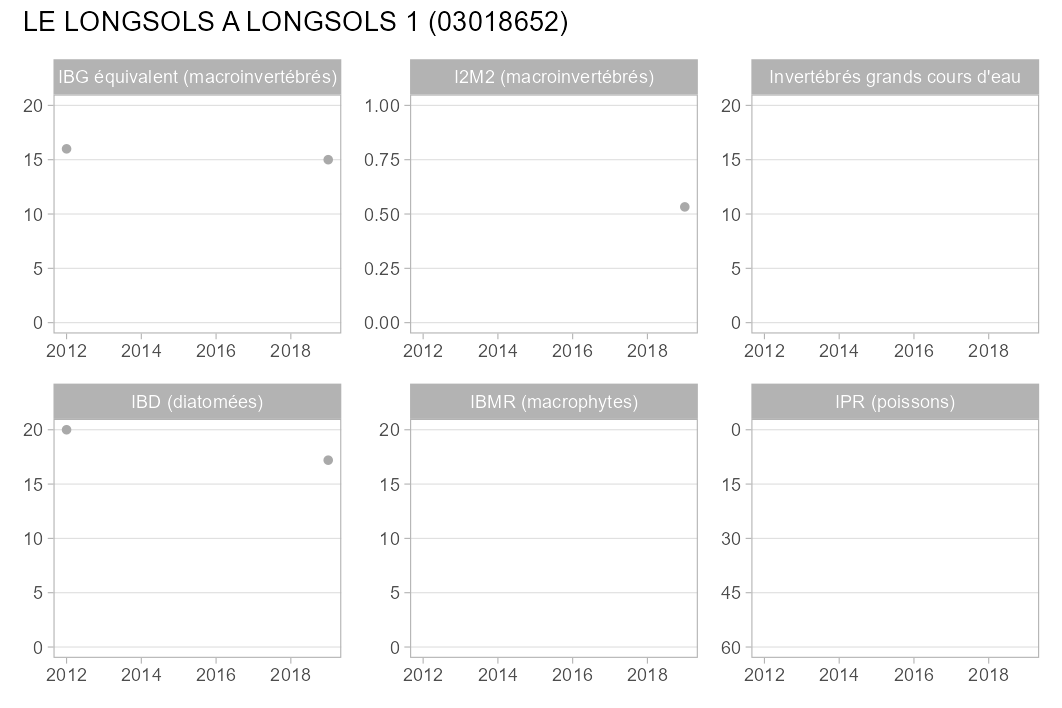 LE LONGSOLS A LONGSOLS 1 (03018652)
IBG équivalent (macroinvertébrés)
I2M2 (macroinvertébrés)
Invertébrés grands cours d'eau
20
15
10
5
0
2012 2014 2016 2018
1.00
0.75
0.50
0.25
0.00
2012 2014 2016 2018
20
15
10
5
0
2012 2014 2016 2018
IBD (diatomées)
IBMR (macrophytes)
IPR (poissons)
20
15
10
5
0
2012 2014 2016 2018
20
15
10
5
0
2012 2014 2016 2018
0
15
30
45
60
2012 2014 2016 2018